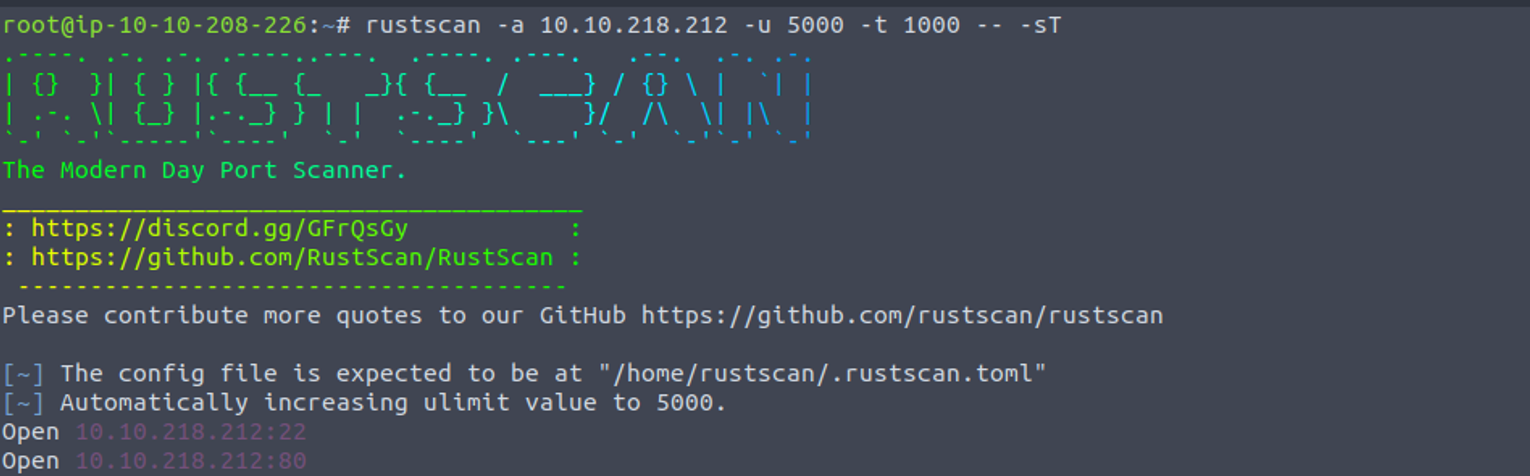 root@ip-10-10-208-226:~# rustscan -a 10.10.218.212 -u 5000 -t 1000 -- -sT
.----. .-. .-. .----..---.  .----. .---.   .--.  .-. .-.
| {}  }| { } |{ {__ {_   _}{ {__  /  ___} / {} \ |  `| |
| .-. \| {_} |.-._} } | |  .-._} }\     }/  /\  \| |\  |
`-' `-'`-----'`----'  `-'  `----'  `---' `-'  `-'`-' `-'
The Modern Day Port Scanner.
________________________________________
: https://discord.gg/GFrQsGy           :
: https://github.com/RustScan/RustScan :
 --------------------------------------
Please contribute more quotes to our GitHub https://github.com/rustscan/rustscan

[~] The config file is expected to be at "/home/rustscan/.rustscan.toml"
[~] Automatically increasing ulimit value to 5000.
Open 10.10.218.212:22
Open 10.10.218.212:80